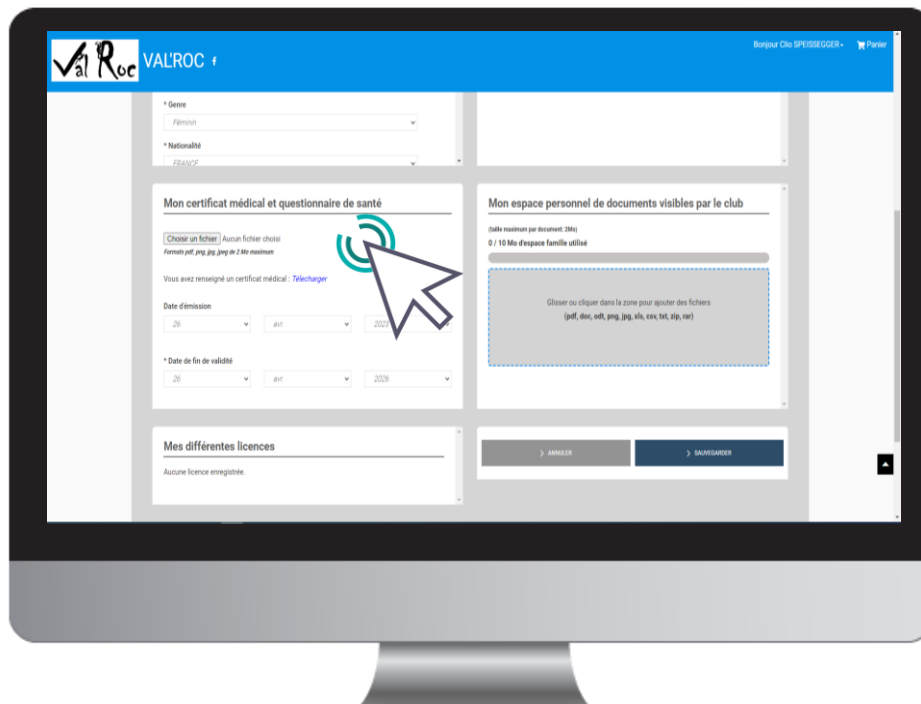 Val Roc
VAL'ROC f
Bonjour Clio SPEISSEGGER
Panier
* Genre
Féminin
* Nationalité
FRANCE
Mon certificat médical et questionnaire de santé
Choisir un fichier Aucun fichier choisi
Formats pdf, png, jpg, jpeg de 2 Mo maximum
Vous avez renseigné un certificat médical : Télecharger
Date d'émission
26 avr. 2023
* Date de fin de validité
26 avr. 2026
Mon espace personnel de documents visibles par le club
(taille maximum par document: 2Mo)
0 / 10 Mo d'espace famille utilisé
Glisser ou cliquer dans la zone pour ajouter des fichiers
(pdf, doc, odt, png, jpg, xls, csv, txt, zip, rar)
Mes différentes licences
Aucune licence enregistrée.
> ANNULER
> SAUVEGARDER